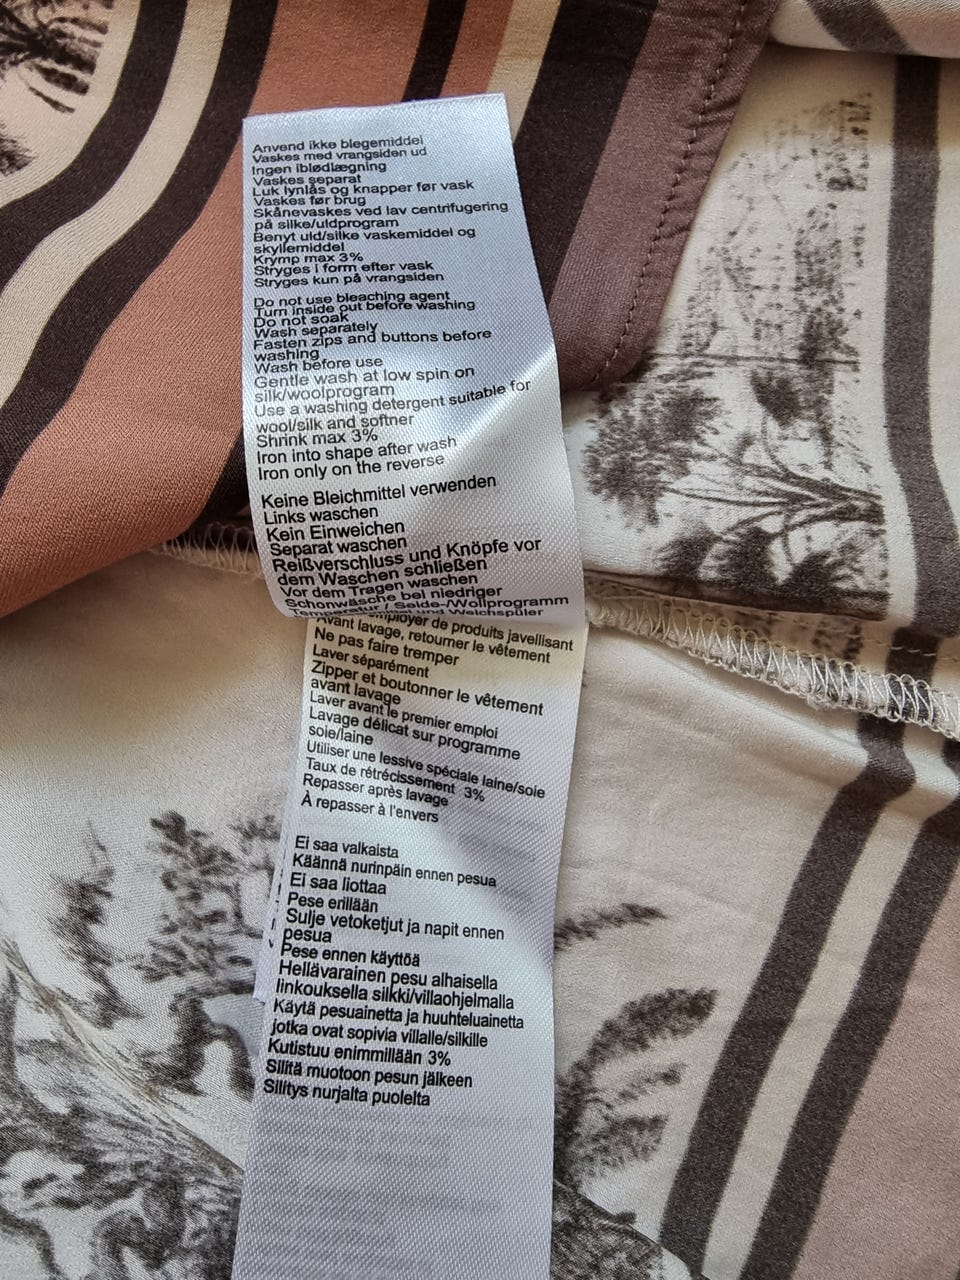 Anvend ikke blegemiddel
Vaskes med vrangsiden ud
Ingen iblødlægning
Vaskes separat
Luk lynlås og knapper før vask
Vaskes før brug
Skånevaskes ved lav centrifugering
på silke/uldprogram
Benyt uld/silke vaskemiddel og
skyllemiddel
Krymp max 3%
Stryges i form efter vask
Stryges kun på vrangsiden
Do not use bleaching agent
Turn inside out before washing
Do not soak
Wash separately
Fasten zips and buttons before
washing
Wash before use
Gentle wash at low spin on
silk/woolprogram
Use a washing detergent suitable for
wool/silk and softner
Shrink max 3%
Iron into shape after wash
Iron only on the reverse
Keine Bleichmittel verwenden
Links waschen
Kein Einweichen
Separat waschen
Reißverschluss und Knöpfe vor
dem Waschen schließen
Vor dem Tragen waschen
Schonwäsche bei niedriger
Temperatur / Seide-/Wollprogramm
und Weichspüler
employer de produits javellisant
Avant lavage, retourner le vêtement
Ne pas faire tremper
Laver séparément
Zipper et boutonner le vêtement
avant lavage
Laver avant le premier emploi
Lavage délicat sur programme
soie/laine
Utiliser une lessive spéciale laine/soie
Taux de rétrécissement 3%
Repasser après lavage
À repasser à l'envers
Ei saa valkaista
Käännä nurinpäin ennen pesua
Ei saa liottaa
Pese erillään
Sulje vetoketjut ja napit ennen
pesua
Pese ennen käyttöä
Hellävarainen pesu alhaisella
linkouksella silkki/villaohjelmalla
Käytä pesuainetta ja huuhteluainetta
jotka ovat sopivia villalle/silkille
Kutistuu enimmillään 3%
Silitä muotoon pesun jälkeen
Silitys nurjalta puolelta